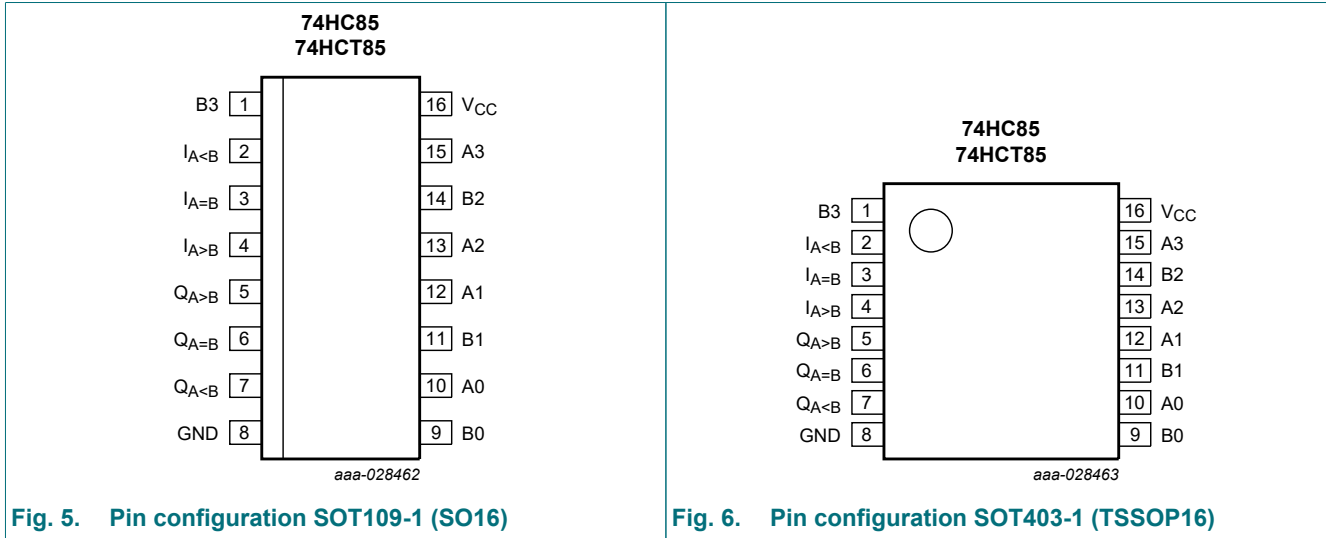 74HC85
74HCT85
B3 1 16 VCC
IA<B 2 15 A3
IA=B 3 14 B2
IA>B 4 13 A2
QA>B 5 12 A1
QA=B 6 11 B1
QA<B 7 10 A0
GND 8 9 B0
aaa-028462
Fig. 5. Pin configuration SOT109-1 (SO16)
74HC85
74HCT85
B3 1 16 VCC
IA<B 2 15 A3
IA=B 3 14 B2
IA>B 4 13 A2
QA>B 5 12 A1
QA=B 6 11 B1
QA<B 7 10 A0
GND 8 9 B0
aaa-028463
Fig. 6. Pin configuration SOT403-1 (TSSOP16)